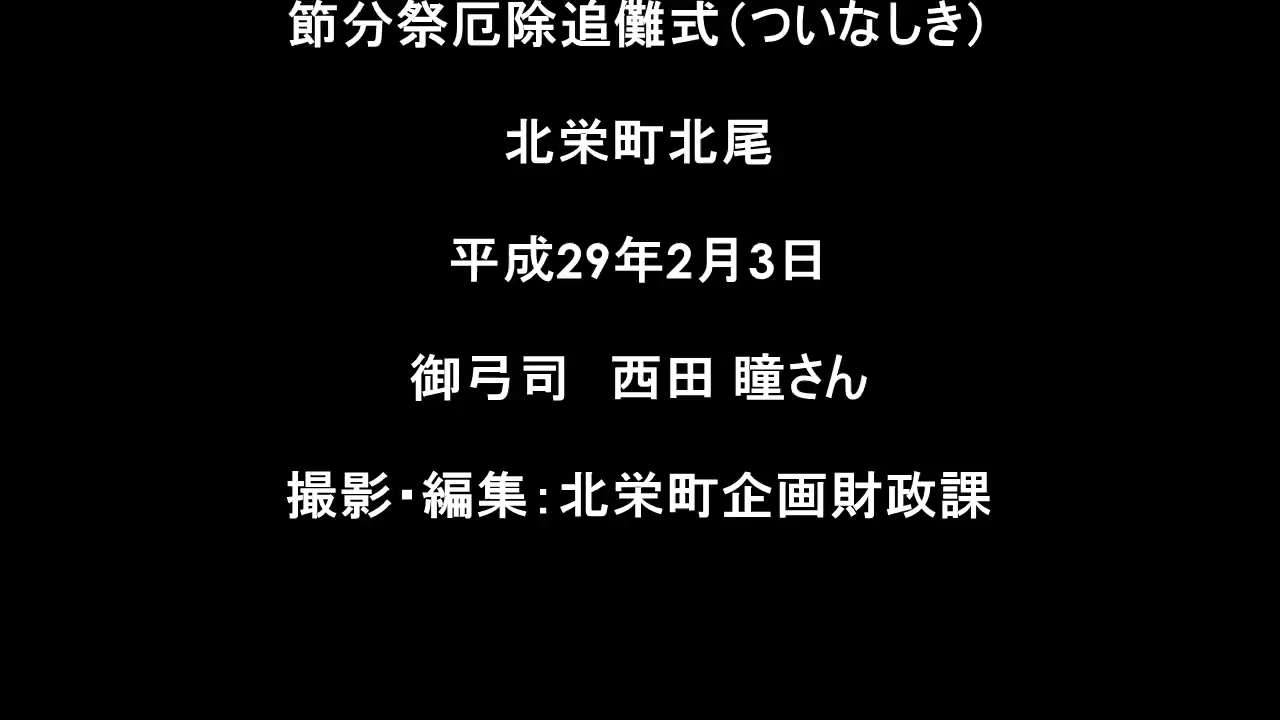 節分祭厄除追儺式(ついなしき)
北栄町北尾
平成29年2月3日
御弓司　西田 瞳さん
撮影・編集:北栄町企画財政課